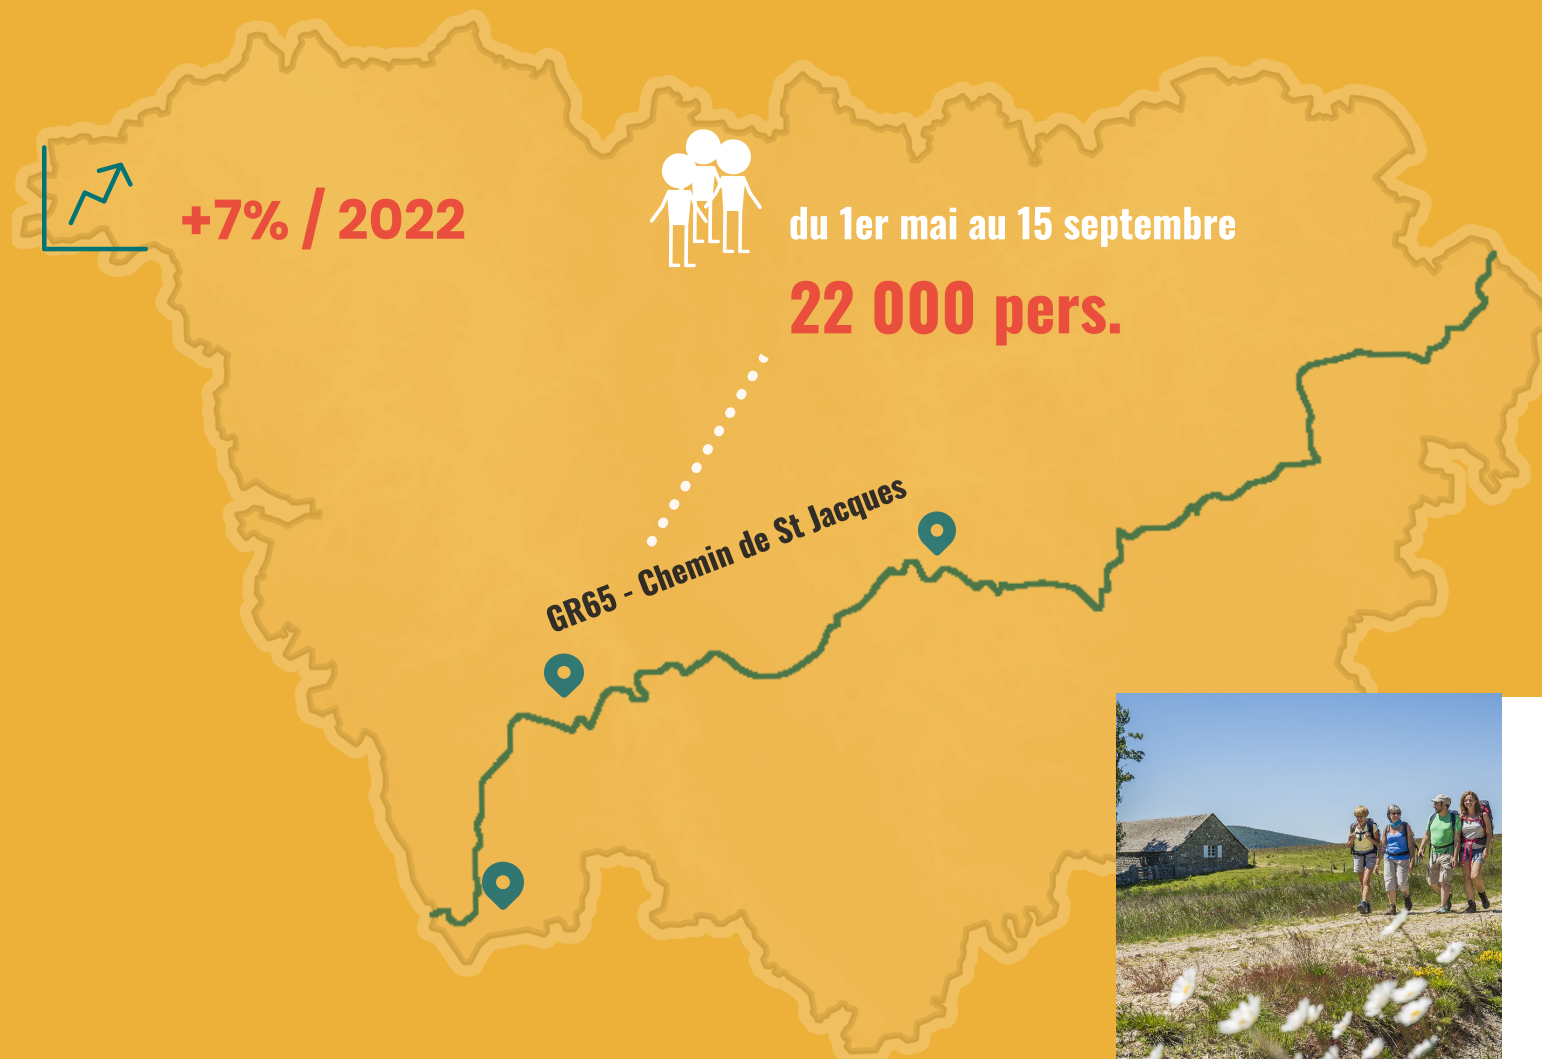 +7% / 2022
du 1er mai au 15 septembre
22 000 pers.
GR65 - Chemin de St Jacques